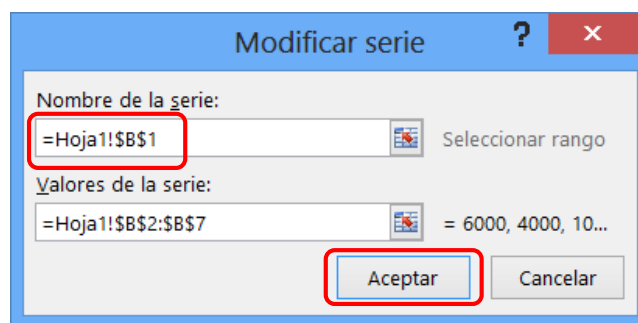 Modificar serie ? ×
Nombre de la serie:
=Hoja1!$B$1 Seleccionar rango
Valores de la serie:
=Hoja1!$B$2:$B$7 = 6000, 4000, 10...
Aceptar Cancelar